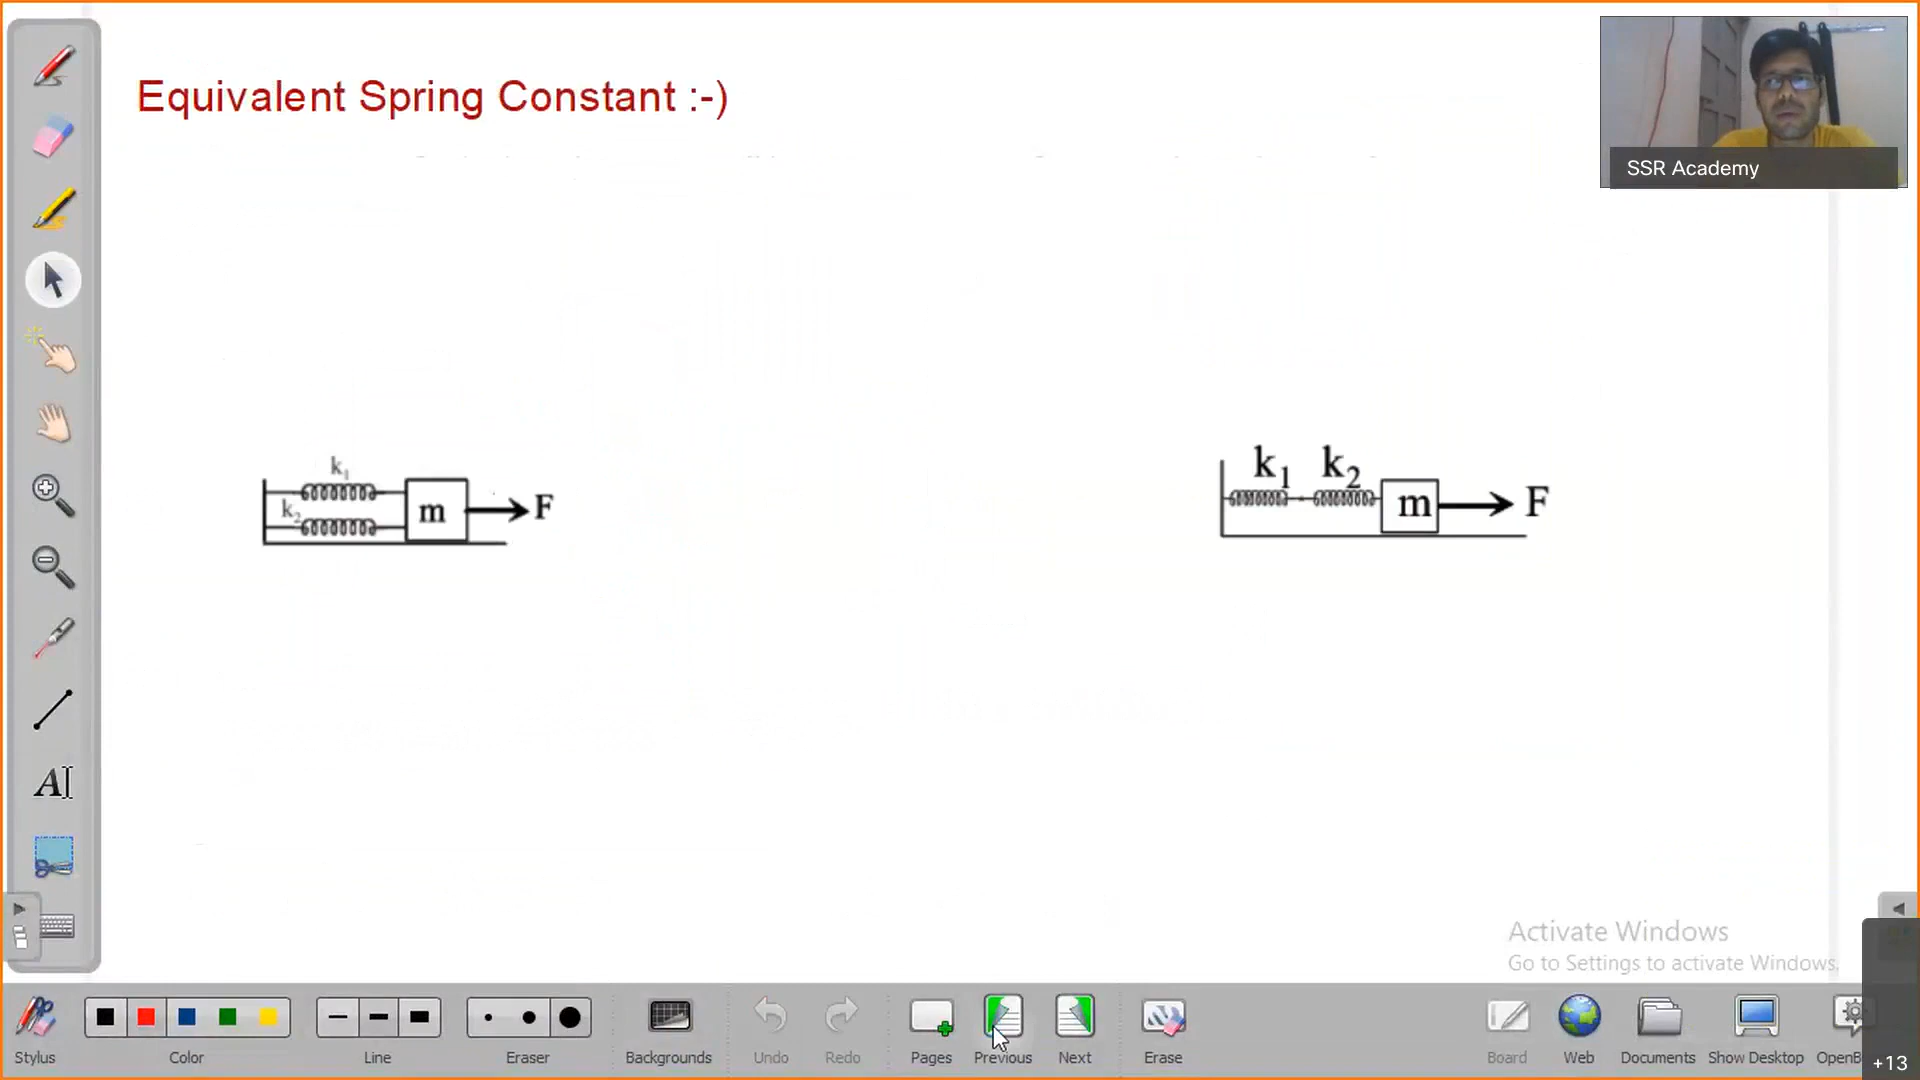 Equivalent Spring Constant :-)
SSR Academy
k1
k2
m
F
k1 k2
m
F
A
Activate Windows
Go to Settings to activate Windows.
Stylus
Color
Line
Eraser
Backgrounds
Undo
Redo
Pages
Previous
Next
Erase
Board
Web
Documents
Show Desktop
OpenB
+13